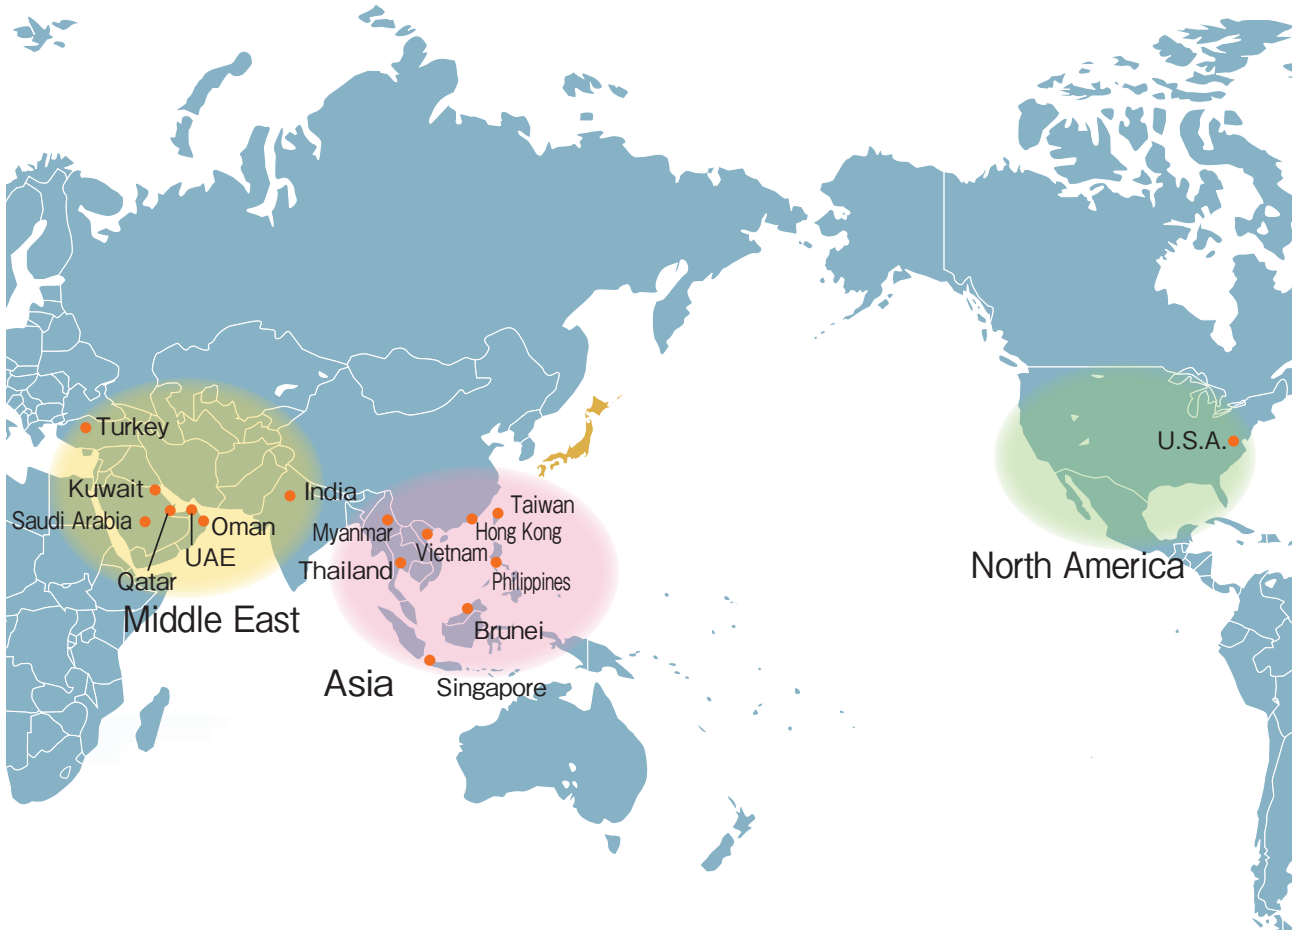 Turkey
Kuwait
India
Saudi Arabia
Oman
UAE
Qatar
Middle East
Taiwan
Myanmar
Hong Kong
Vietnam
Thailand
Philippines
Brunei
Asia
Singapore
U.S.A.
North America